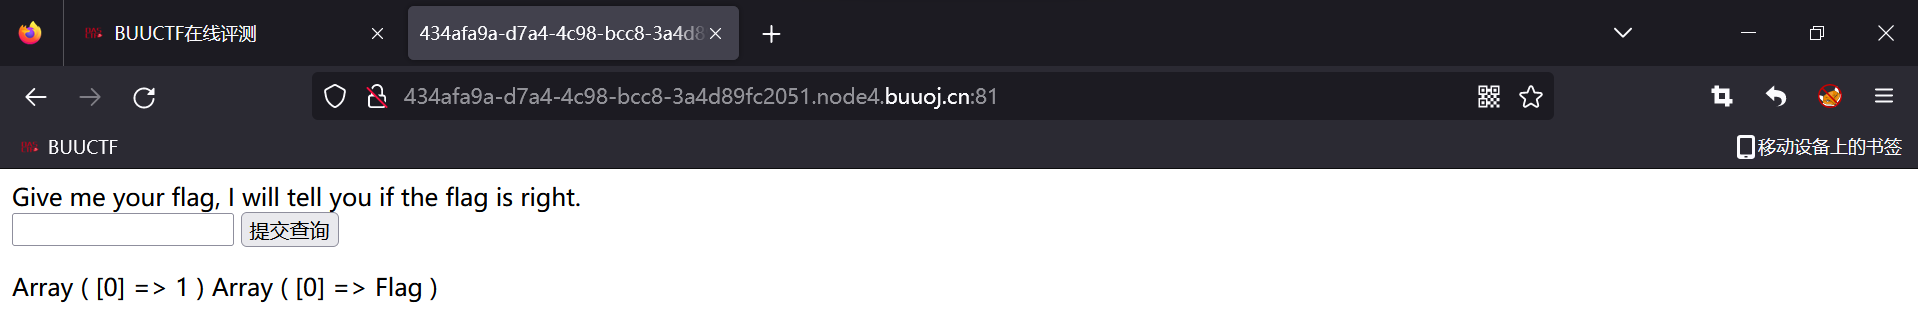 BUUCTF在线评测
434afa9a-d7a4-4c98-bcc8-3a4d8
434afa9a-d7a4-4c98-bcc8-3a4d89fc2051.node4.buuoj.cn:81
BUUCTF 移动设备上的书签
Give me your flag, I will tell you if the flag is right.
提交查询
Array ( [0] => 1 ) Array ( [0] => Flag )